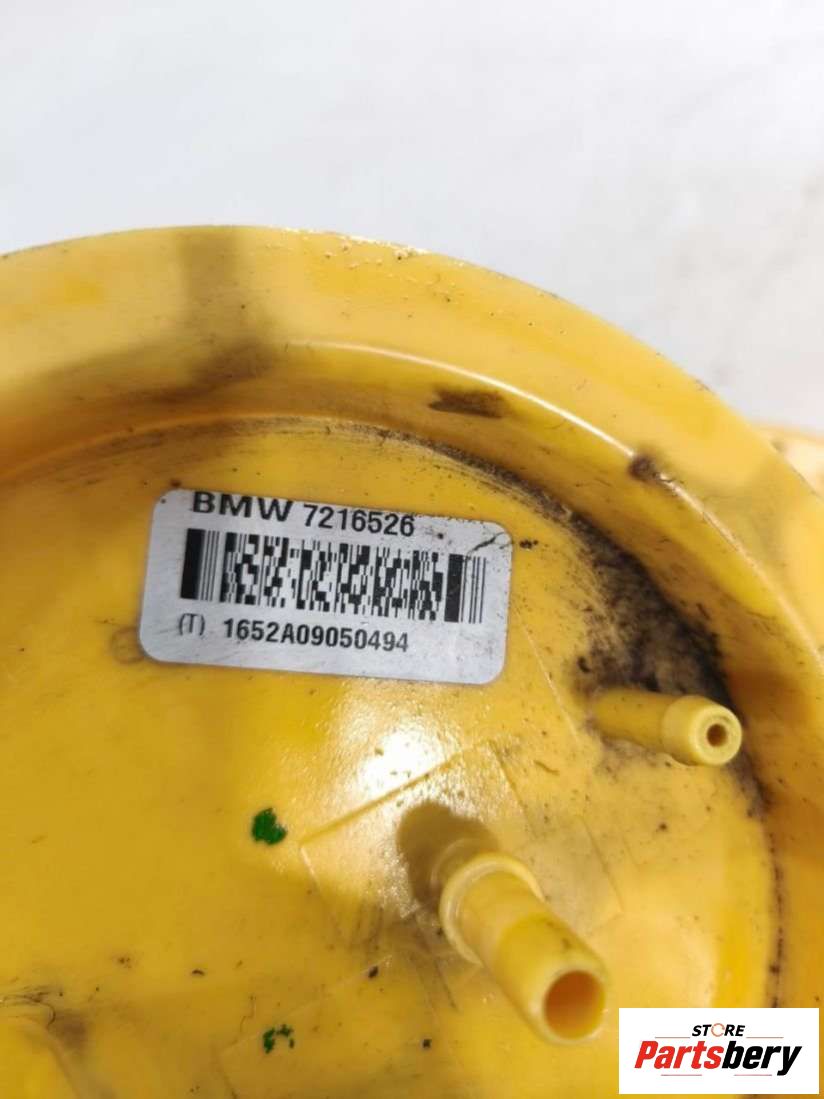 BMW 7216526
(T) 1652A09050494
STORE
Partsbery